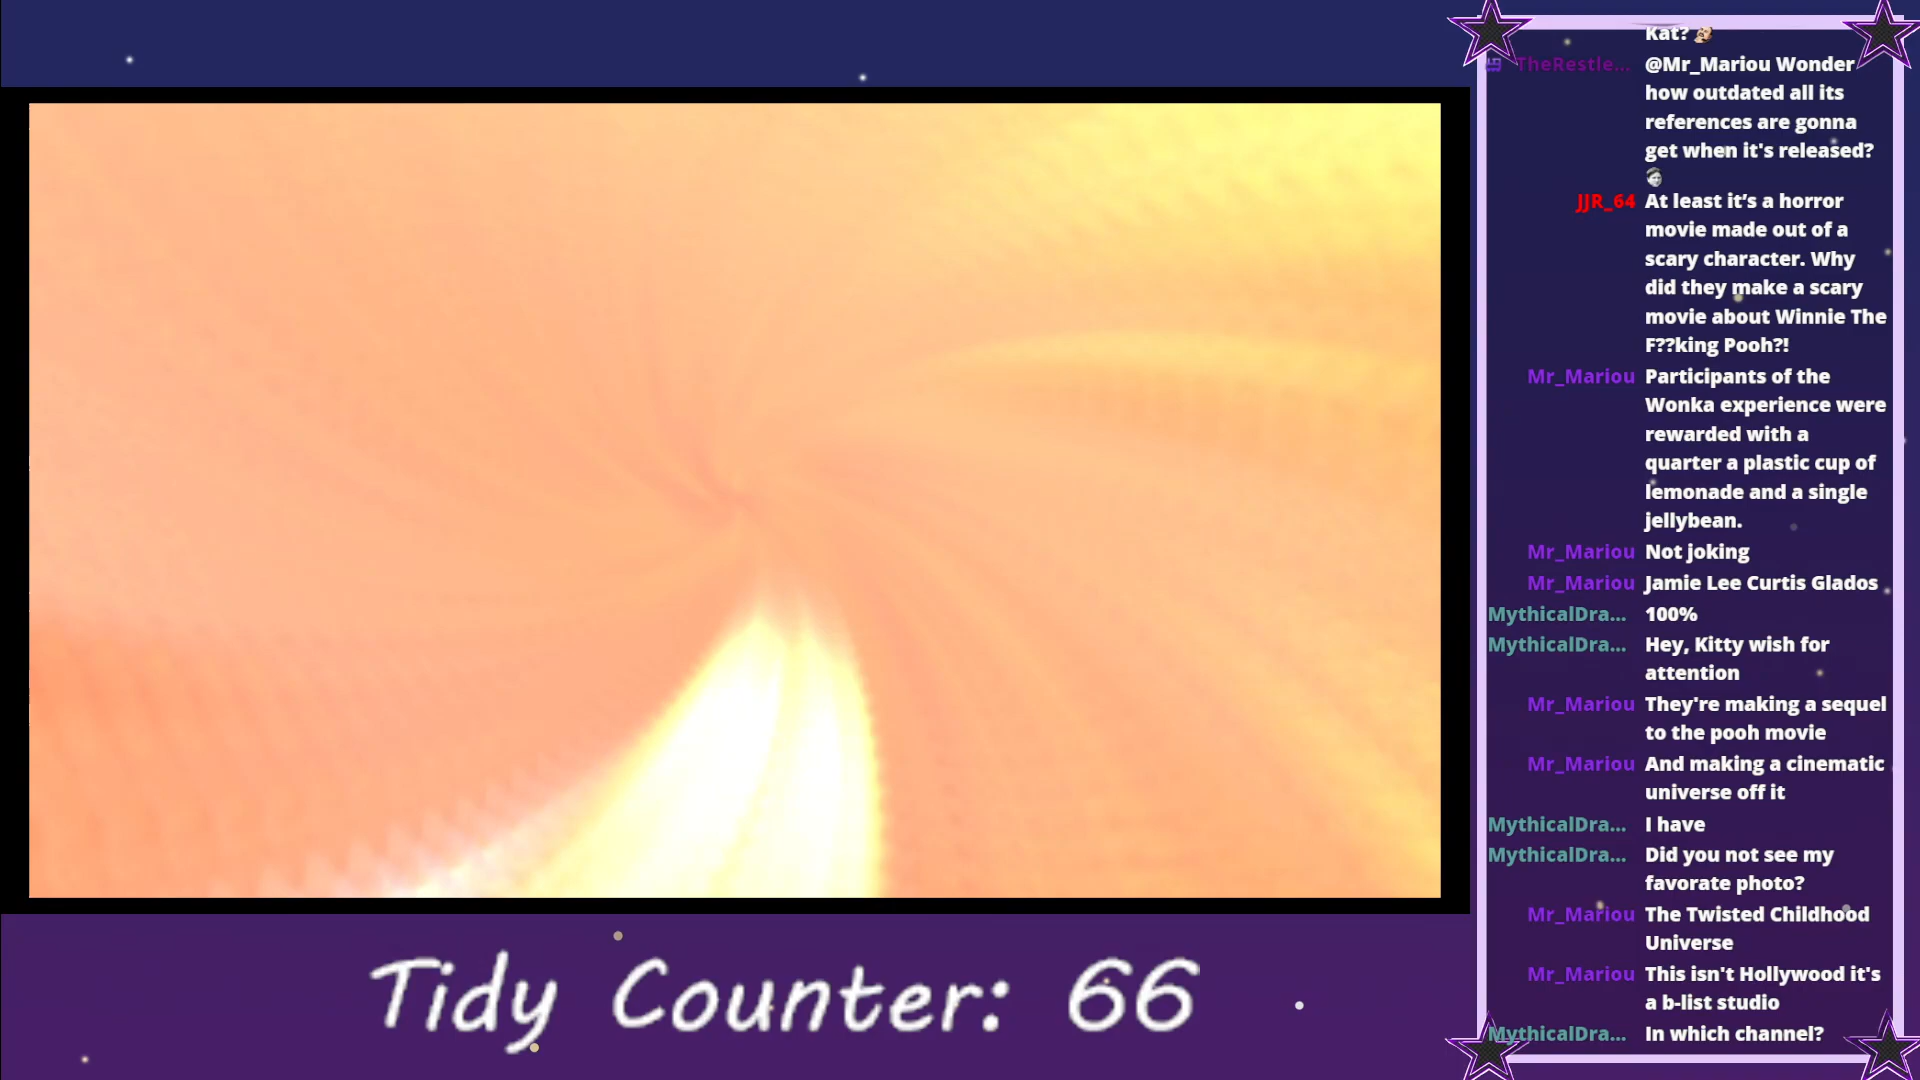 Kat?
TheRestle... @Mr_Mariou Wonder
how outdated all its
references are gonna
get when it's released?
JJR_64 At least it’s a horror
movie made out of a
scary character. Why
did they make a scary
movie about Winnie The
F??king Pooh?!
Mr_Mariou Participants of the
Wonka experience were
rewarded with a
quarter a plastic cup of
lemonade and a single
jellybean.
Mr_Mariou Not joking
Mr_Mariou Jamie Lee Curtis Glados
MythicalDra... 100%
MythicalDra... Hey, Kitty wish for
attention
Mr_Mariou They're making a sequel
to the pooh movie
Mr_Mariou And making a cinematic
universe off it
MythicalDra... I have
MythicalDra... Did you not see my
favorite photo?
Mr_Mariou The Twisted Childhood
Universe
Mr_Mariou This isn't Hollywood it's
a b-list studio
MythicalDra... In which channel?
Tidy Counter: 66